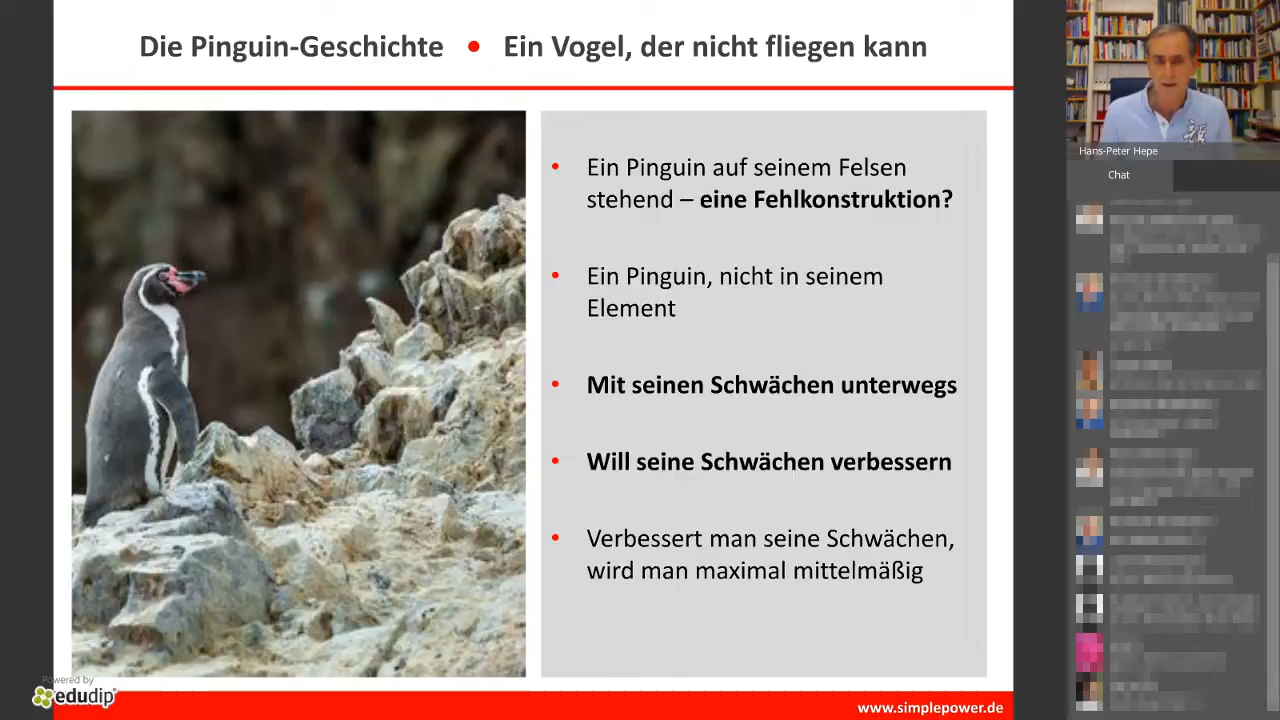 Die Pinguin-Geschichte • Ein Vogel, der nicht fliegen kann
• Ein Pinguin auf seinem Felsen
stehend – eine Fehlkonstruktion?
• Ein Pinguin, nicht in seinem
Element
• Mit seinen Schwächen unterwegs
• Will seine Schwächen verbessern
• Verbessert man seine Schwächen,
wird man maximal mittelmäßig
Powered by
edudip
www.simplepower.de
Hans-Peter Hepe
Chat